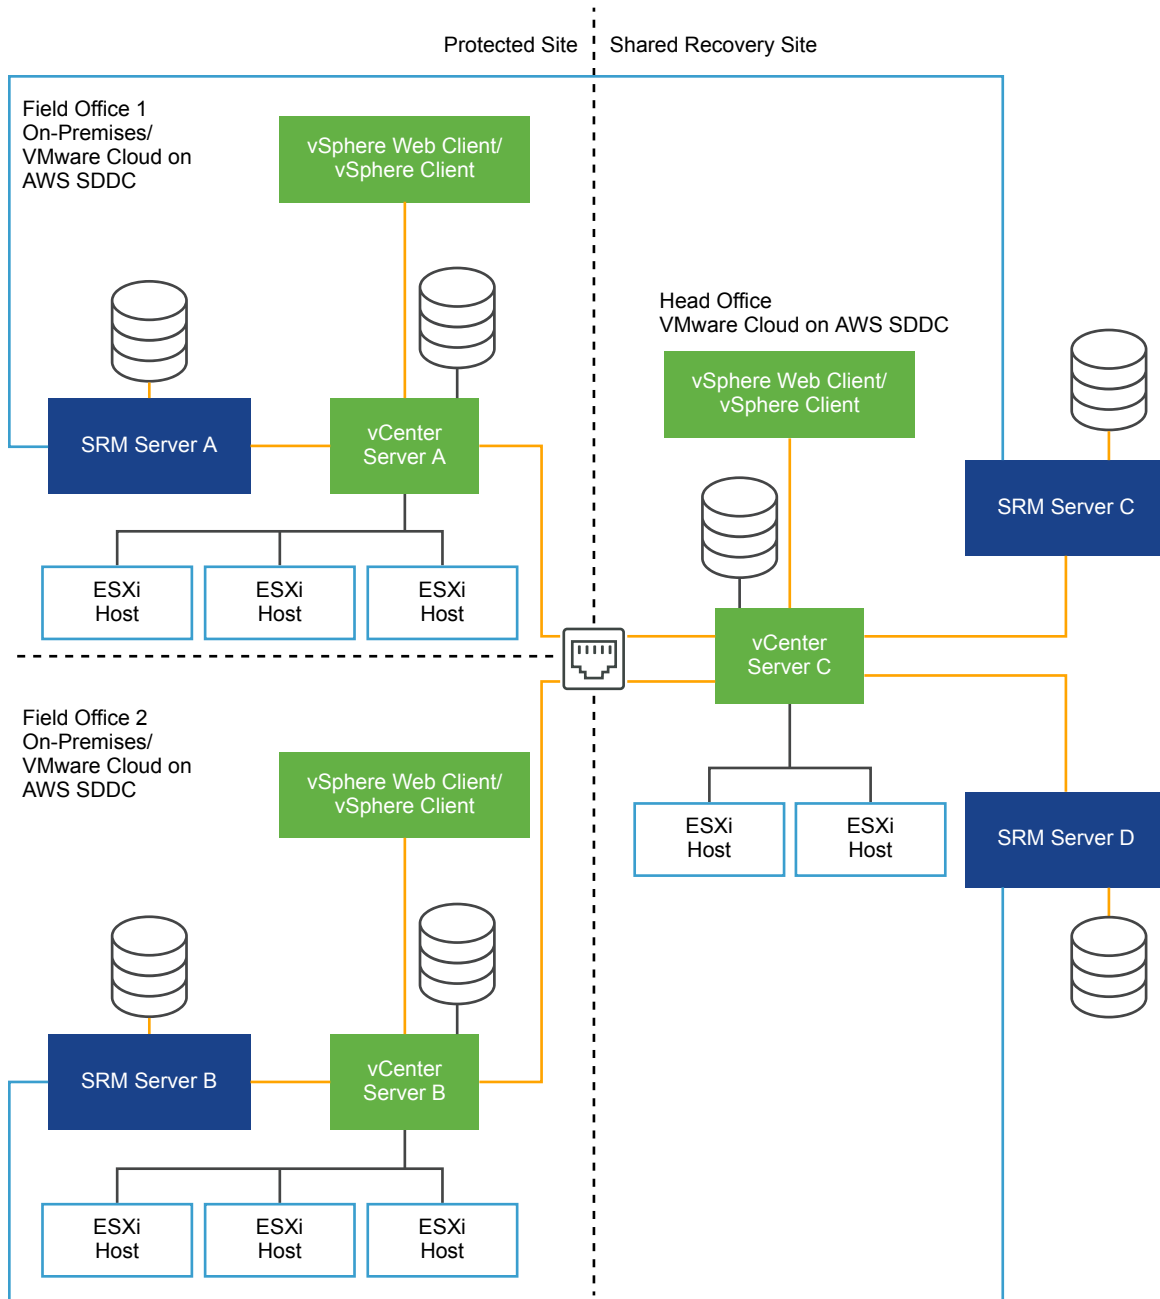 Protected Site
Shared Recovery Site
Field Office 1
On-Premises/
VMware Cloud on
AWS SDDC
vSphere Web Client/
vSphere Client
SRM Server A
vCenter
Server A
ESXi
Host
ESXi
Host
ESXi
Host
Head Office
VMware Cloud on AWS SDDC
vSphere Web Client/
vSphere Client
SRM Server C
vCenter
Server C
ESXi
Host
ESXi
Host
SRM Server D
Field Office 2
On-Premises/
VMware Cloud on
AWS SDDC
vSphere Web Client/
vSphere Client
SRM Server B
vCenter
Server B
ESXi
Host
ESXi
Host
ESXi
Host